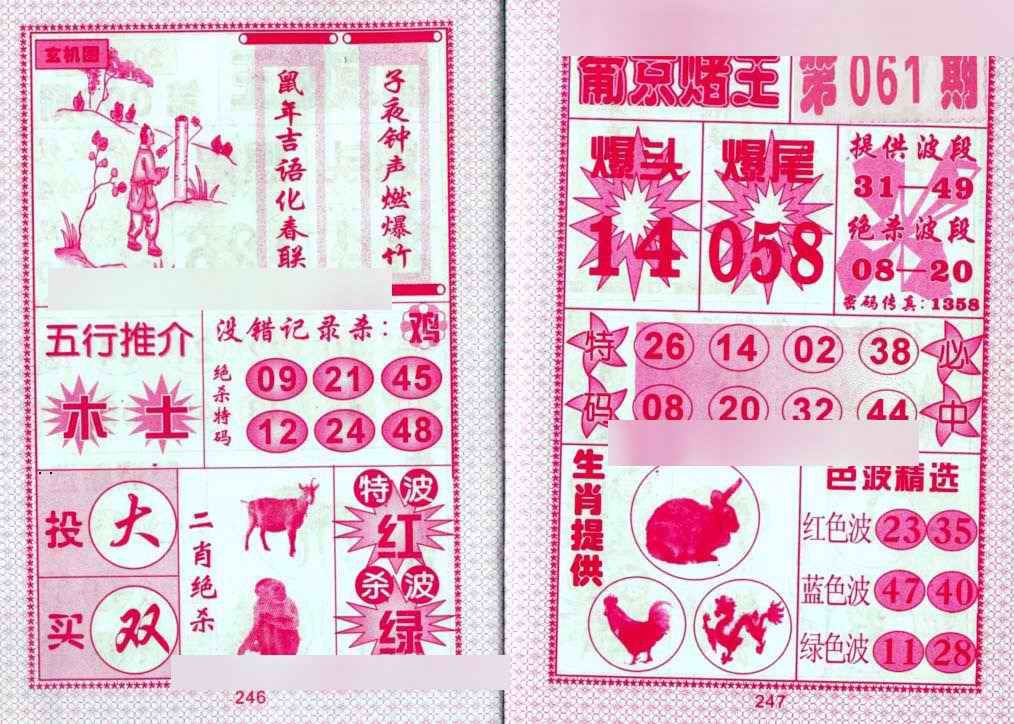 玄机图
子夜钟声燃爆竹
鼠年吉语化春联
五行推介
木 土
没错记录杀: 鸡
绝杀特码
09 21 45
12 24 48
投 大
买 双
二肖绝杀
特波
红
杀波
绿
246
葡京赌王 第061期
爆头
14
爆尾
058
提供波段
31—49
绝杀波段
08—20
密码传真:1358
特码
26 14 02 38
08 20 32 44
必中
生肖提供
色波精选
红色波 23 35
蓝色波 47 40
绿色波 11 28
247